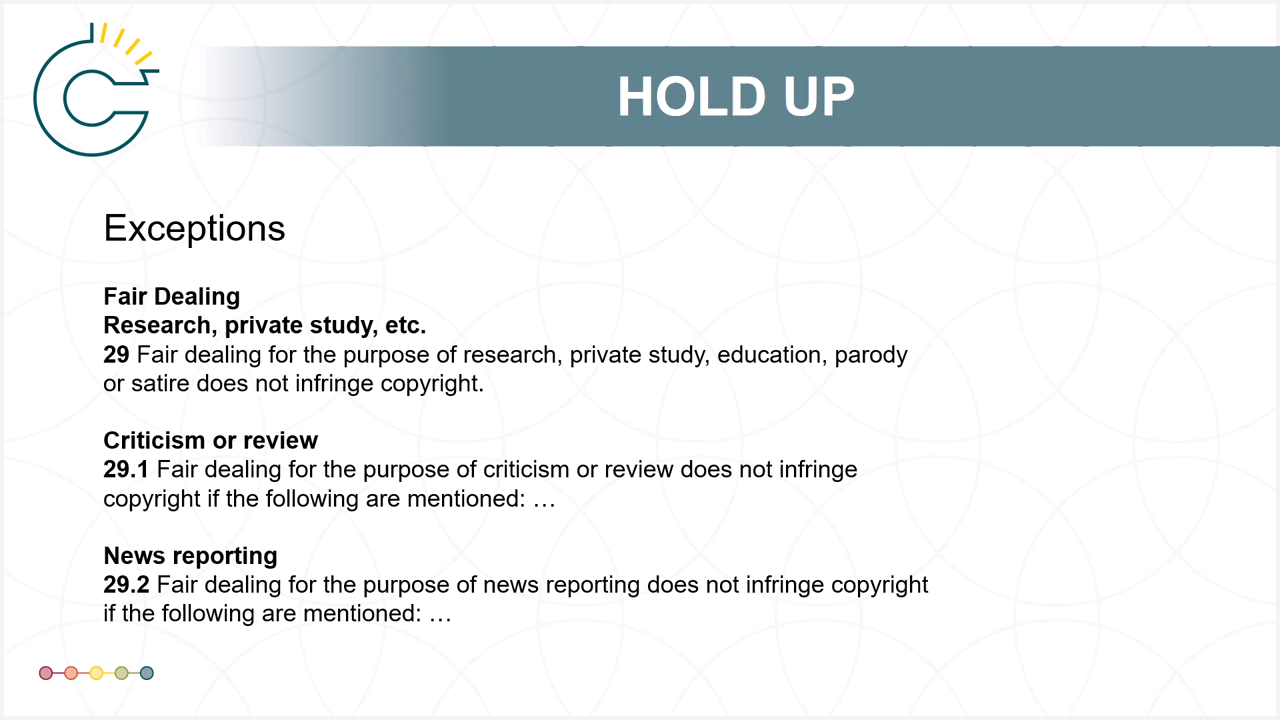 HOLD UP
Exceptions
Fair Dealing
Research, private study, etc.
29 Fair dealing for the purpose of research, private study, education, parody
or satire does not infringe copyright.
Criticism or review
29.1 Fair dealing for the purpose of criticism or review does not infringe
copyright if the following are mentioned: …
News reporting
29.2 Fair dealing for the purpose of news reporting does not infringe copyright
if the following are mentioned: …